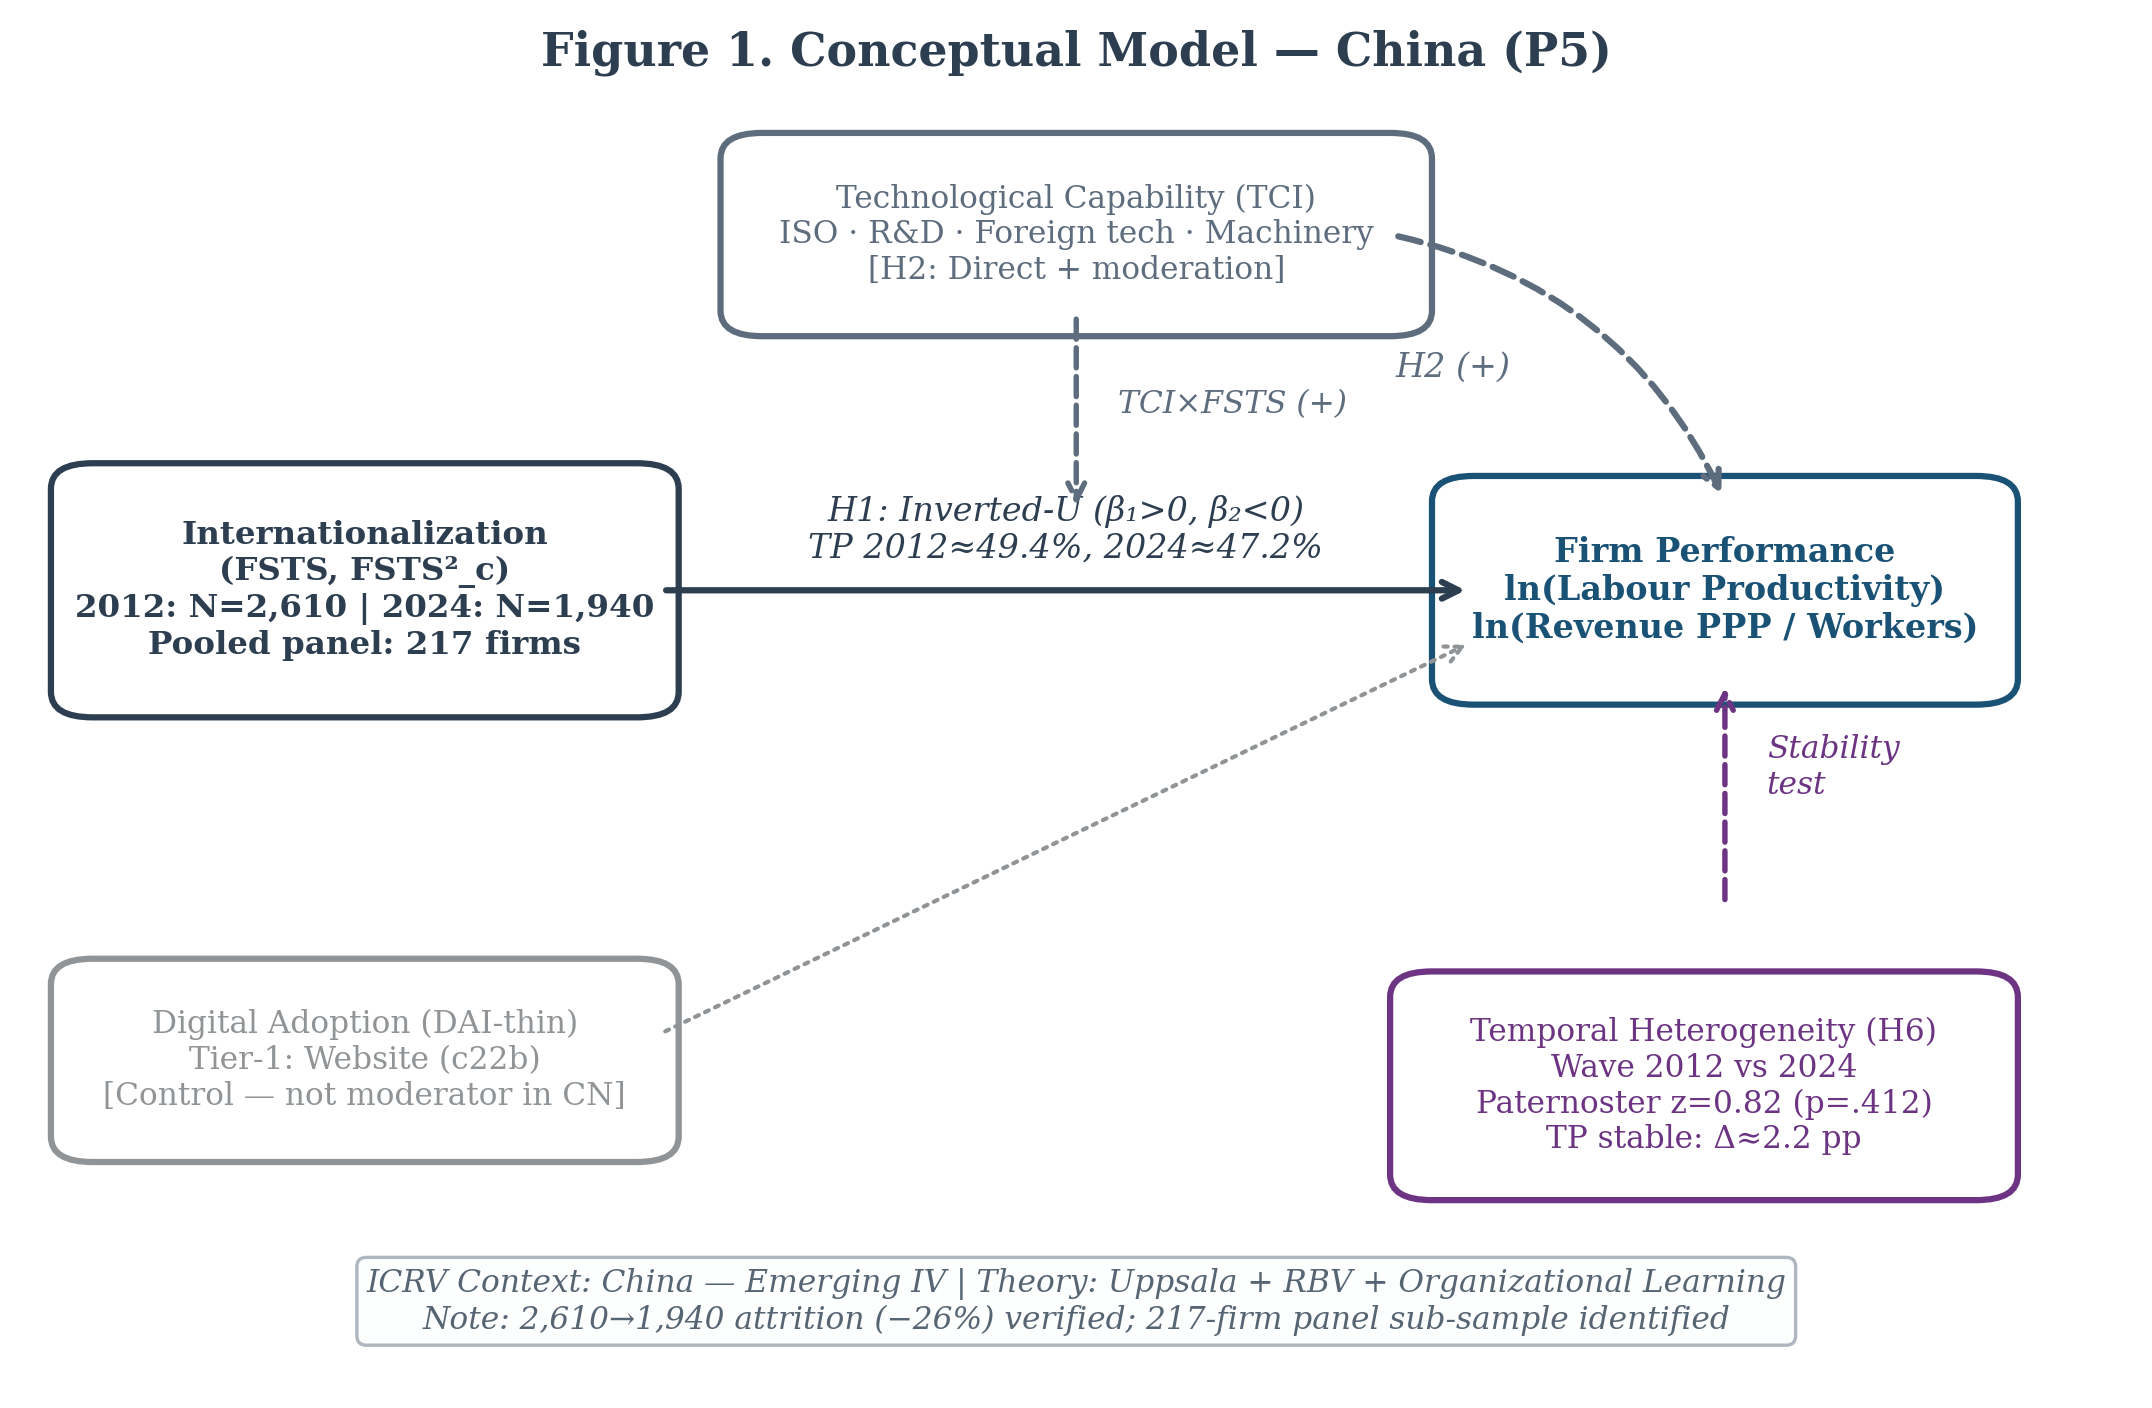 Figure 1. Conceptual Model — China (P5)
Technological Capability (TCI)
ISO · R&D · Foreign tech · Machinery
[H2: Direct + moderation]
H2 (+)
TCI×FSTS (+)
H1: Inverted-U (β₁>0, β₂<0)
TP 2012≈49.4%, 2024≈47.2%
Internationalization
(FSTS, FSTS²_c)
2012: N=2,610 | 2024: N=1,940
Pooled panel: 217 firms
Firm Performance
ln(Labour Productivity)
ln(Revenue PPP / Workers)
Stability
test
Digital Adoption (DAI-thin)
Tier-1: Website (c22b)
[Control — not moderator in CN]
Temporal Heterogeneity (H6)
Wave 2012 vs 2024
Paternoster z=0.82 (p=.412)
TP stable: Δ≈2.2 pp
ICRV Context: China — Emerging IV | Theory: Uppsala + RBV + Organizational Learning
Note: 2,610→1,940 attrition (−26%) verified; 217-firm panel sub-sample identified